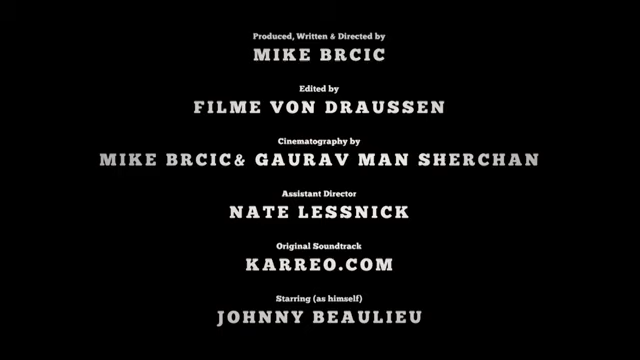 Produced, Written & Directed by
MIKE BRCIC
Edited by
FILME VON DRAUSSEN
Cinematography by
MIKE BRCIC& GAURAV MAN SHERCHAN
Assistant Director
NATE LESSNICK
Original Soundtrack
KARREO.COM
Starring (as himself)
JOHNNY BEAULIEU